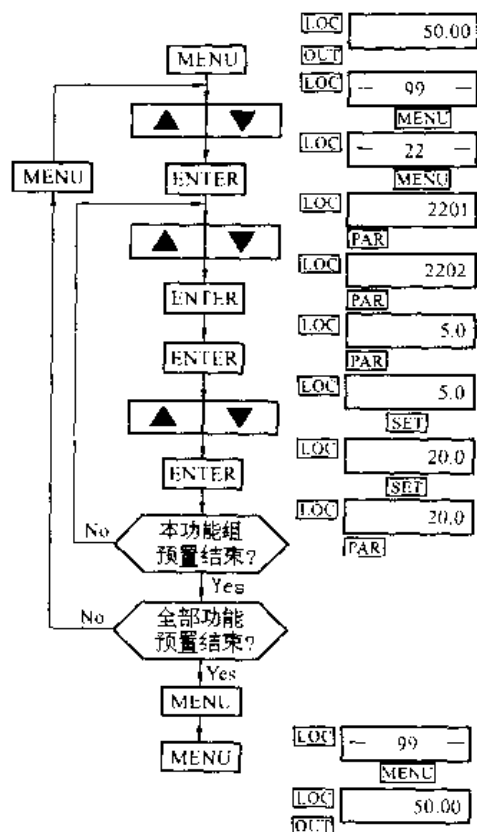 MENU
ENTER
MENU
ENTER
ENTER
ENTER
No
本功能组
预置结束?
Yes
No
全部功能
预置结束?
Yes
MENU
MENU
LOC
50.00
OUT
LOC
— 99 —
MENU
LOC
— 22 —
MENU
LOC
2201
PAR
LOC
2202
PAR
LOC
5.0
PAR
LOC
5.0
SET
LOC
20.0
SET
LOC
20.0
PAR
LOC
— 99 —
MENU
LOC
50.00
OUT